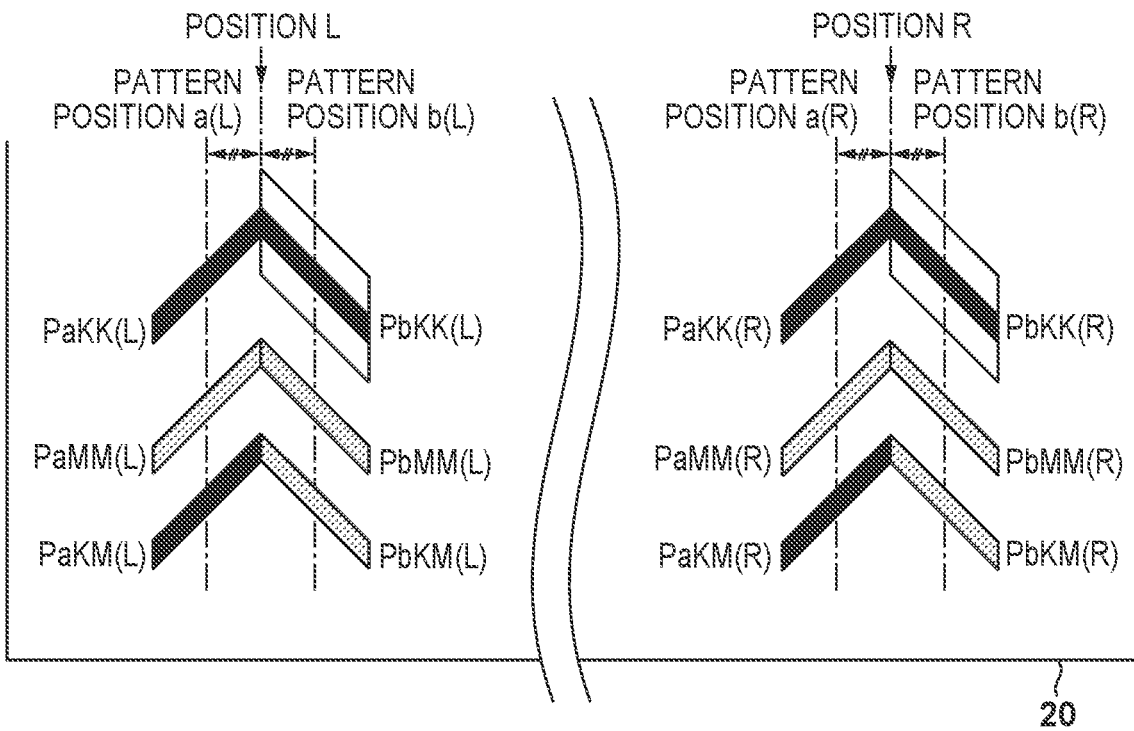 POSITION L
PATTERN POSITION a(L)
PATTERN POSITION b(L)
POSITION R
PATTERN POSITION a(R)
PATTERN POSITION b(R)
PaKK(L)
PbKK(L)
PaKK(R)
PbKK(R)
PaMM(L)
PbMM(L)
PaMM(R)
PbMM(R)
PaKM(L)
PbKM(L)
PaKM(R)
PbKM(R)
20